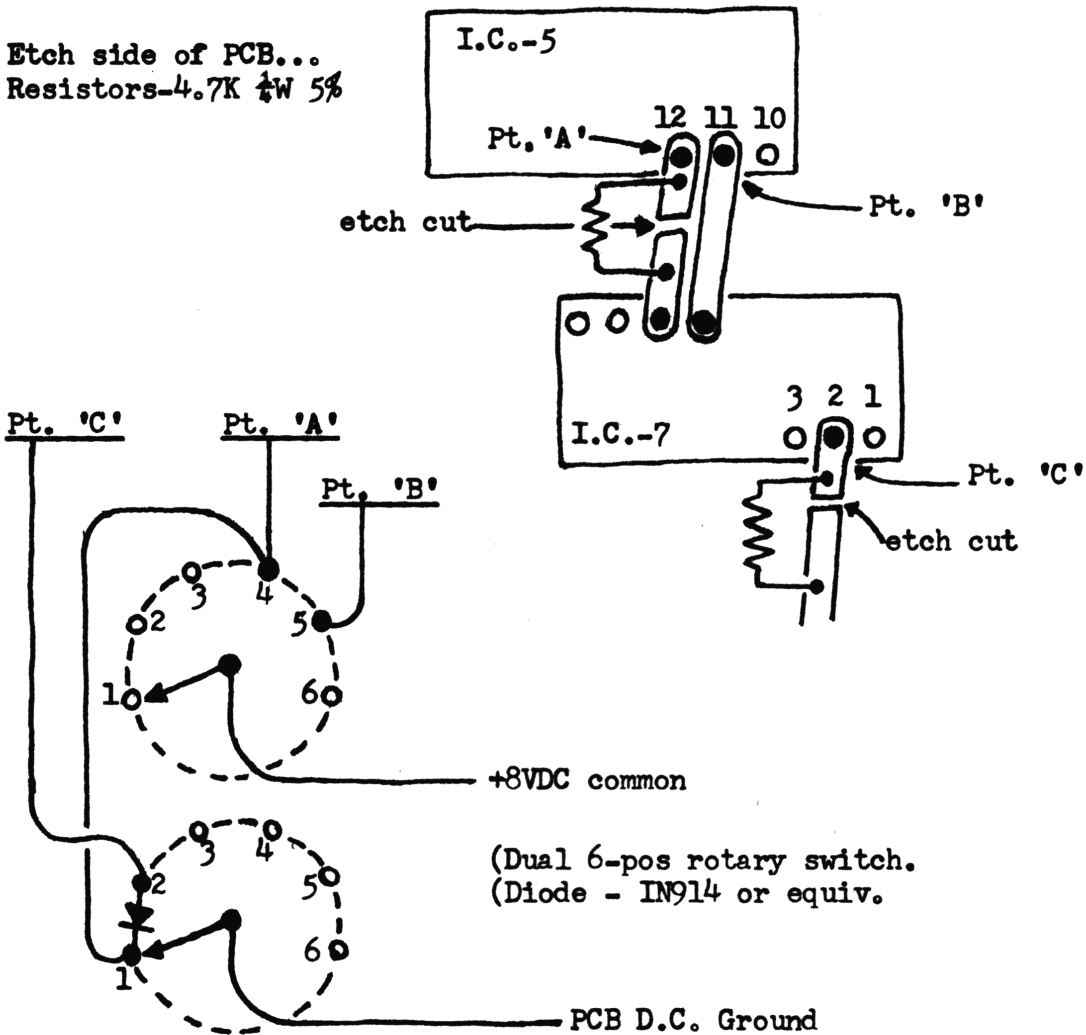 Etch side of PCB...
Resistors-4.7K ¼W 5%
I.C.-5
12 11 10
Pt. 'A'
Pt. 'B'
etch cut
3 2 1
I.C.-7
Pt. 'C'
etch cut
Pt. 'C'
Pt. 'A'
Pt. 'B'
3
4
2
5
1
6
+8VDC common
3
4
2
5
6
1
(Dual 6-pos rotary switch.
(Diode - IN914 or equiv.
PCB D.C. Ground